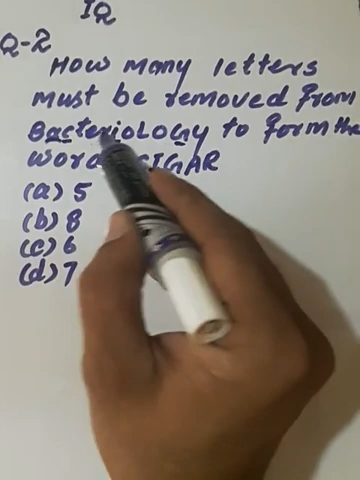 IQ
Q-2
How many letters
must be removed from
Bacteriology to form the
word CIGAR
(a) 5
(b) 8
(c) 6
(d) 7